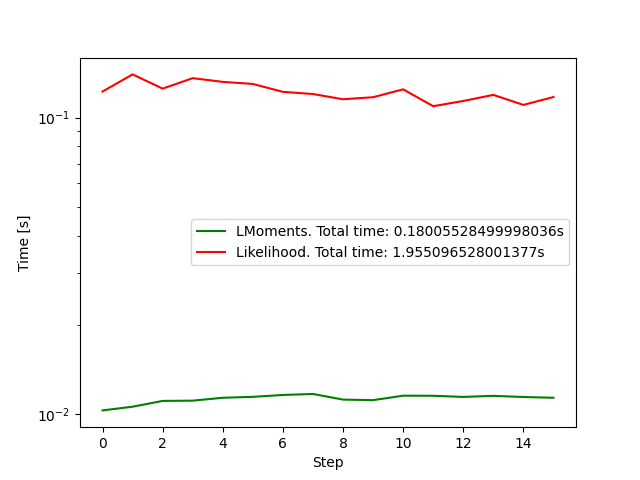 10⁻¹
Time [s]
LMoments. Total time: 0.18005528499998036s
Likelihood. Total time: 1.955096528001377s
10⁻²
0 2 4 6 8 10 12 14
Step